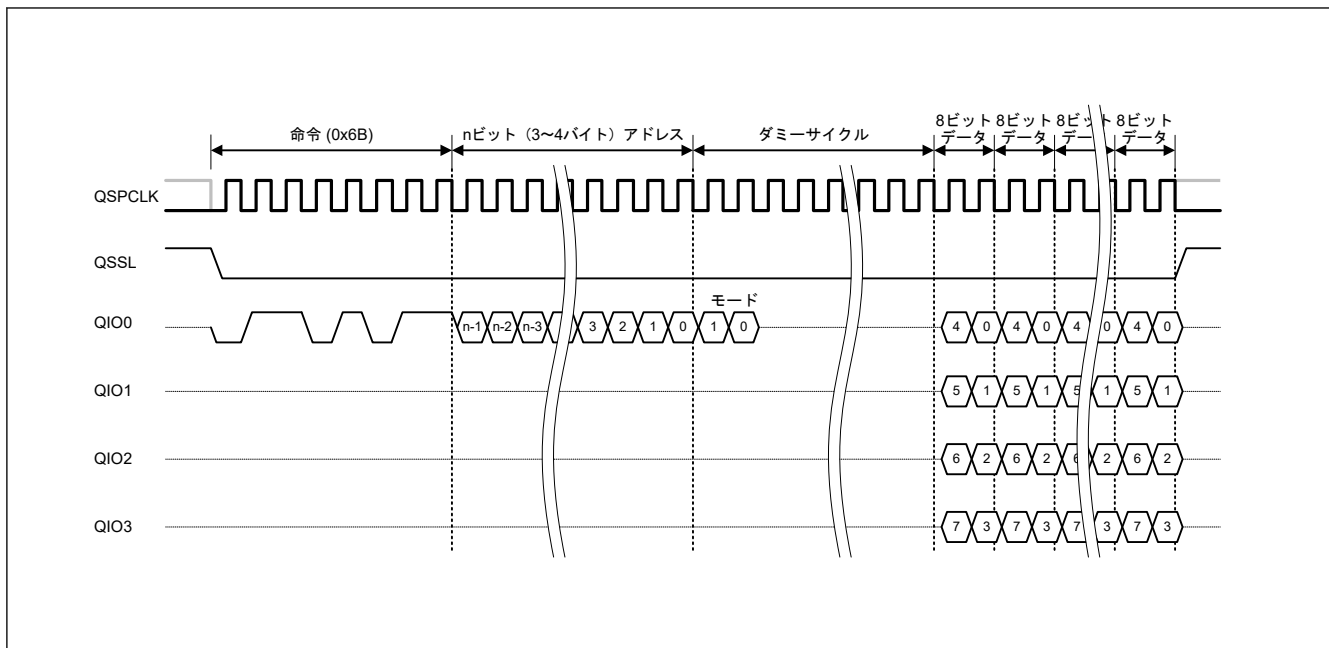 命令 (0x6B) nビット（3～4バイト）アドレス ダミーサイクル 8ビット 8ビット 8ビット 8ビット
データ データ データ データ
QSPCLK
QSSL
モード
QIO0 n-1 n-2 n-3 3 2 1 0 1 0 4 0 4 0 4 0 4 0
QIO1 5 1 5 1 5 1 5 1
QIO2 6 2 6 2 6 2 6 2
QIO3 7 3 7 3 7 3 7 3